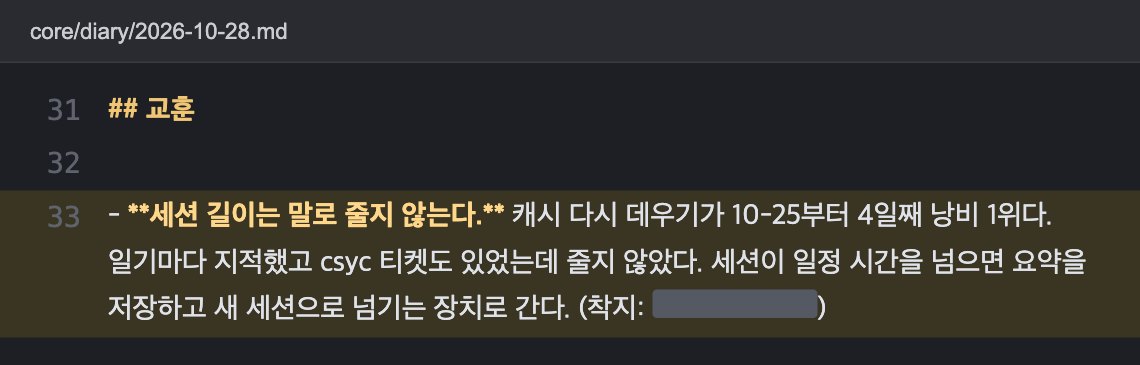 core/diary/2026-10-28.md
31 ## 교훈
32
33 - **세션 길이는 말로 줄지 않는다.** 캐시 다시 데우기가 10-25부터 4일째 낭비 1위다.
일기마다 지적했고 csyc 티켓도 있었는데 줄지 않았다. 세션이 일정 시간을 넘으면 요약을
저장하고 새 세션으로 넘기는 장치로 간다. (착지: )